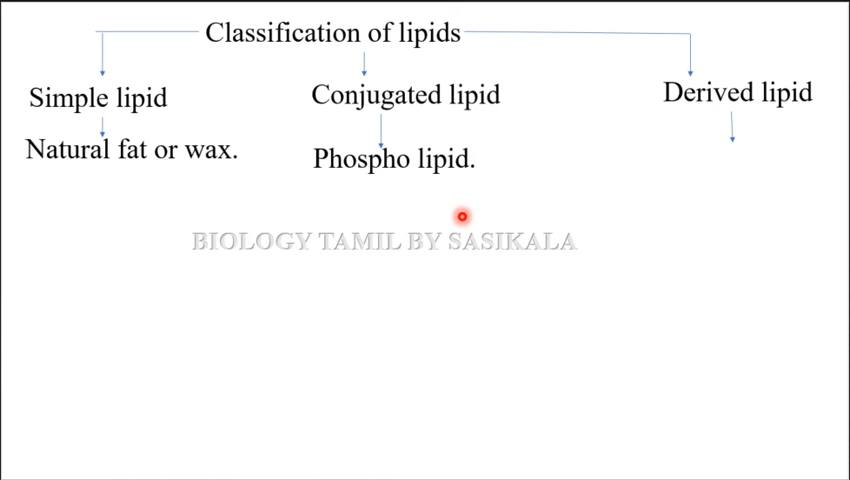 Classification of lipids
Simple lipid
Conjugated lipid
Derived lipid
Natural fat or wax.
Phospho lipid.
BIOLOGY TAMIL BY SASIKALA